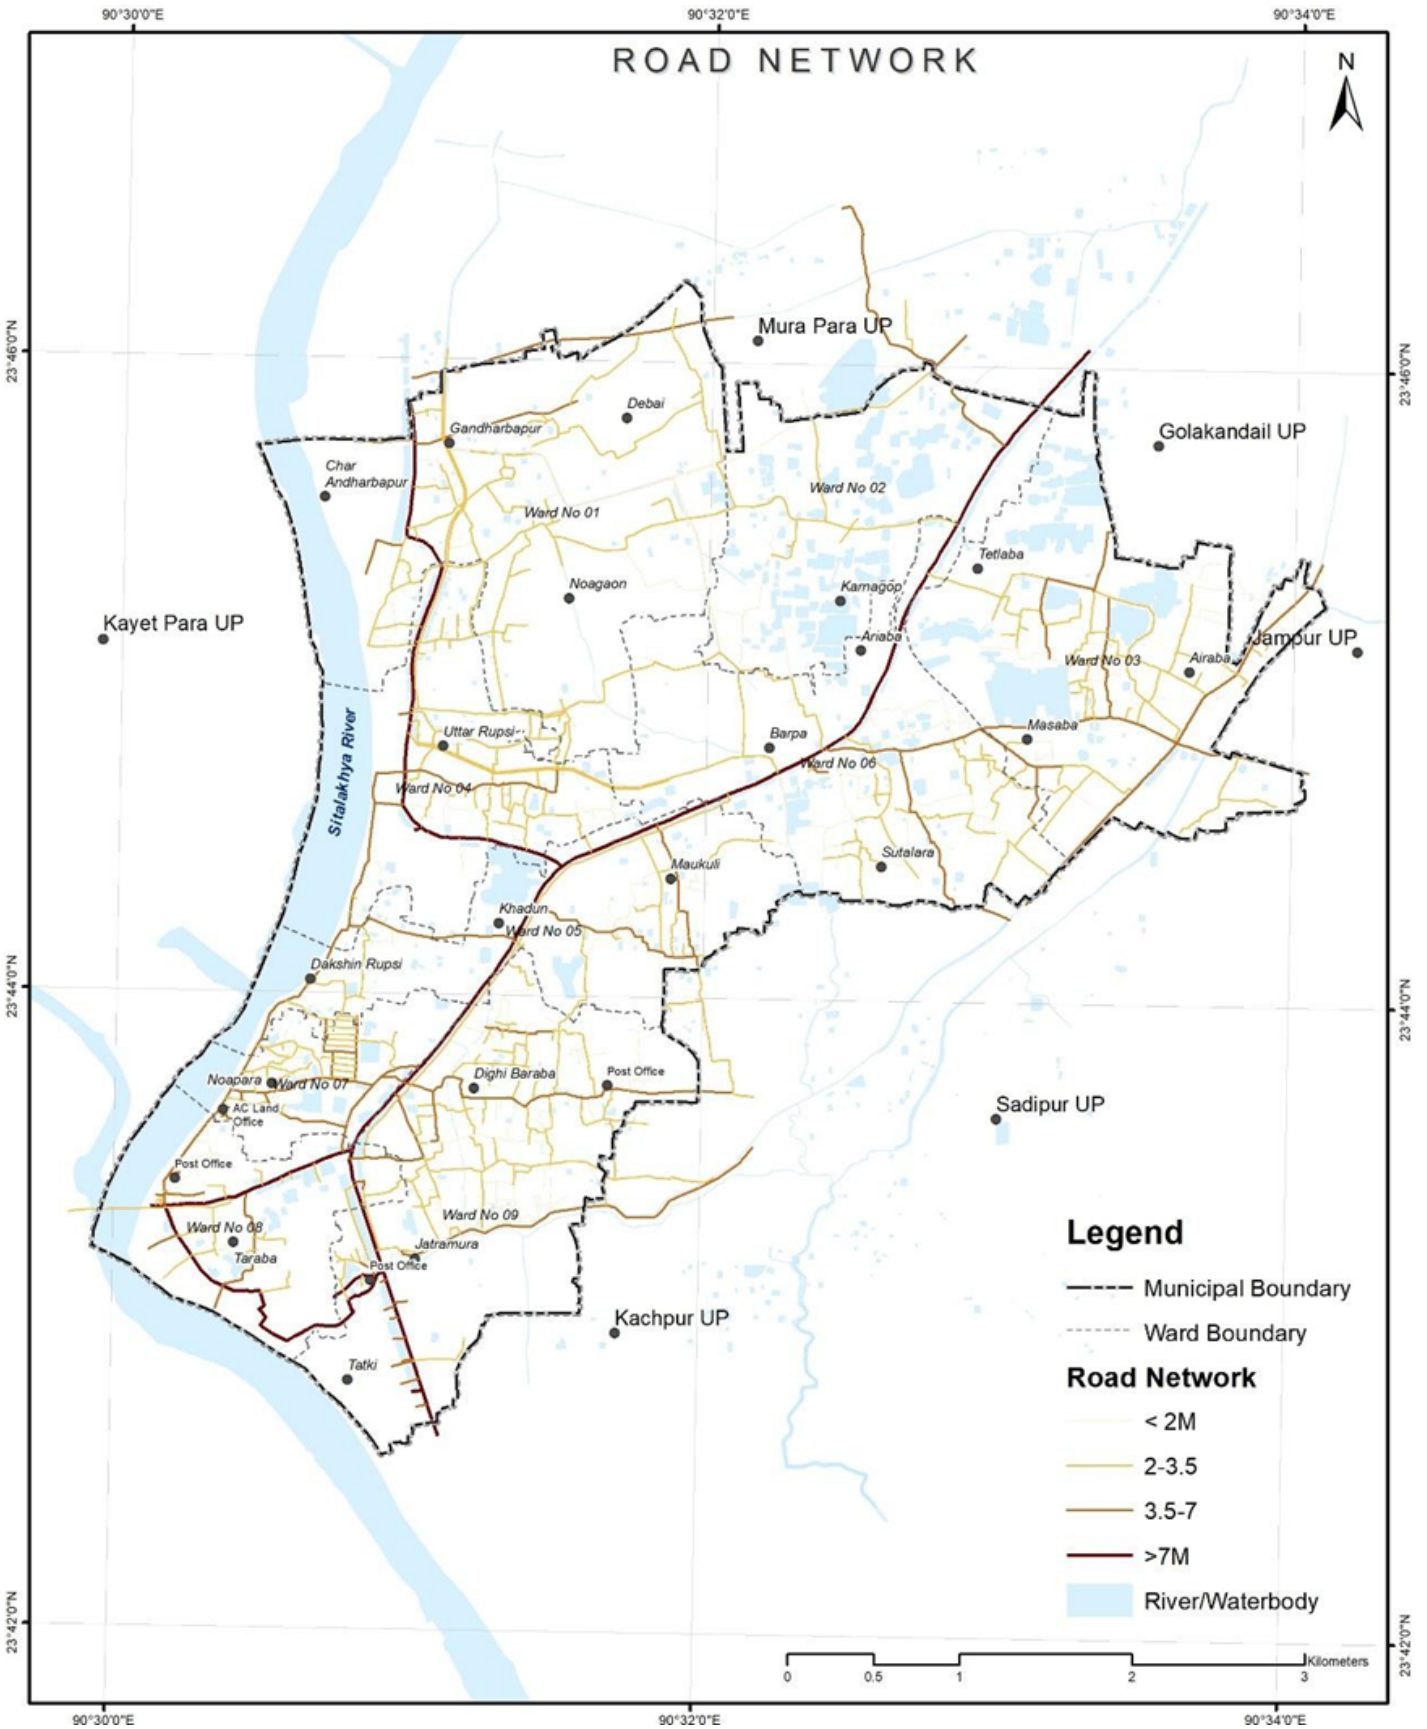 90°30'0"E
90°32'0"E
90°34'0"E
ROAD NETWORK
N
23°46'0"N
23°46'0"N
Mura Para UP
Debai
Gandharbapur
Golakandail UP
Char
Andharbapur
Ward No 02
Ward No 01
Tetlaba
Noagaon
Karnagop
Kayet Para UP
Ariaba
Jampur UP
Ward No 03
Airaba
Sitalakhya River
Uttar Rupsi
Barpa
Masaba
Ward No 06
Ward No 04
Maukuli
Sutalara
Khadun
Ward No 05
Dakshin Rupsi
23°44'0"N
23°44'0"N
Noapara
Ward No 07
Dighi Baraba
Post Office
AC Land
Office
Sadipur UP
Post Office
Ward No 09
Ward No 08
Taraba
Jatramura
Post Office
Kachpur UP
Tatki
Legend
Municipal Boundary
Ward Boundary
Road Network
< 2M
2-3.5
3.5-7
>7M
River/Waterbody
23°42'0"N
23°42'0"N
Kilometers
0 0.5 1 2 3
90°30'0"E
90°32'0"E
90°34'0"E